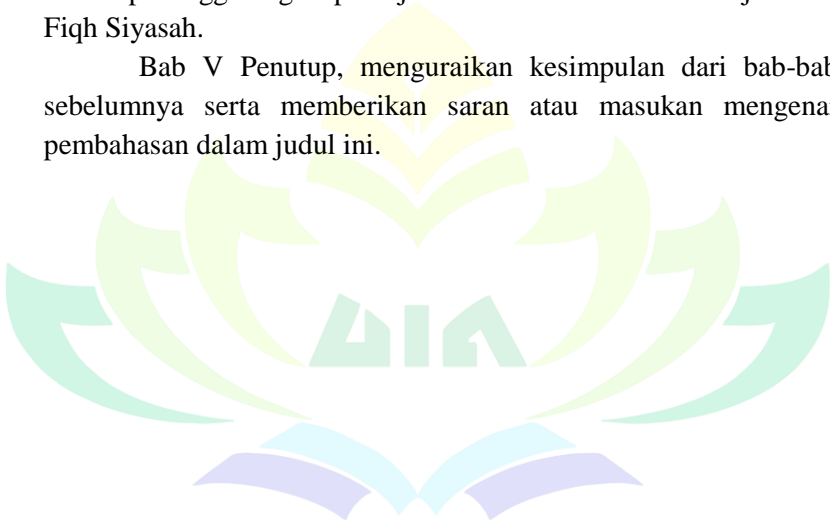 Fiqh Siyasah.
Bab V Penutup, menguraikan kesimpulan dari bab-bab
sebelumnya serta memberikan saran atau masukan mengenai
pembahasan dalam judul ini.
UIN